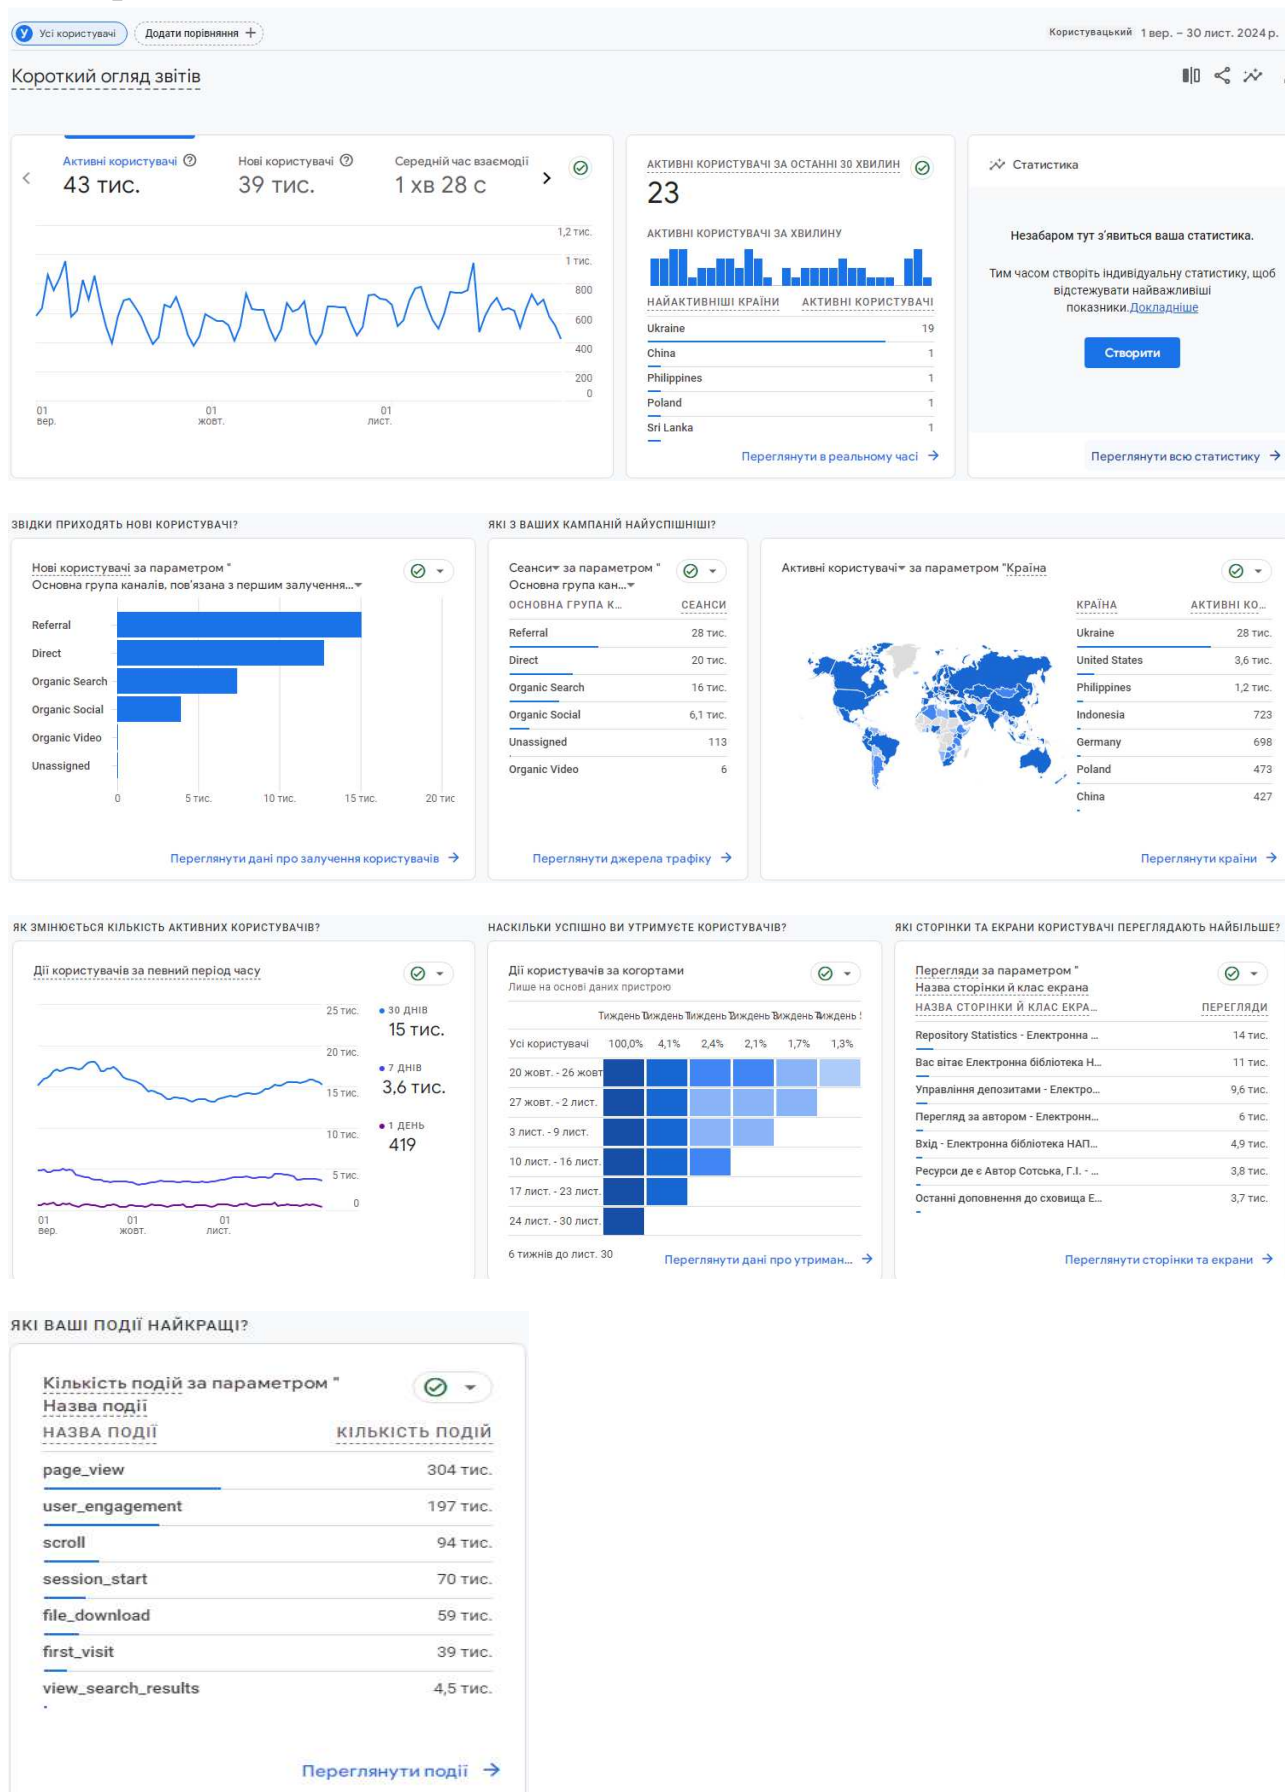 У Усі користувачі Додати порівняння + Користувацький 1 вер. – 30 лист. 2024 р.
Короткий огляд звітів
Активні користувачі Нові користувачі Середній час взаємодії
43 тис. 39 тис. 1 хв 28 с
1,2 тис.
1 тис.
800
600
400
200
0
01 01 01
вер. жовт. лист.
АКТИВНІ КОРИСТУВАЧІ ЗА ОСТАННІ 30 ХВИЛИН
23
АКТИВНІ КОРИСТУВАЧІ ЗА ХВИЛИНУ
НАЙАКТИВНІШІ КРАЇНИ АКТИВНІ КОРИСТУВАЧІ
Ukraine 19
China 1
Philippines 1
Poland 1
Sri Lanka 1
Переглянути в реальному часі
Статистика
Незабаром тут з'явиться ваша статистика.
Тим часом створіть індивідуальну статистику, щоб
відстежувати найважливіші
показники.Докладніше
Створити
Переглянути всю статистику
ЗВІДКИ ПРИХОДЯТЬ НОВІ КОРИСТУВАЧІ?
Нові користувачі за параметром "
Основна група каналів, пов'язана з першим залучення...
Referral
Direct
Organic Search
Organic Social
Organic Video
Unassigned
0 5 тис. 10 тис. 15 тис. 20 тис
Переглянути дані про залучення користувачів
ЯКІ З ВАШИХ КАМПАНІЙ НАЙУСПІШНІШІ?
Сеанси за параметром "
Основна група кан...
ОСНОВНА ГРУПА К... СЕАНСИ
Referral 28 тис.
Direct 20 тис.
Organic Search 16 тис.
Organic Social 6,1 тис.
Unassigned 113
Organic Video 6
Переглянути джерела трафіку
Активні користувачі за параметром "Країна
КРАЇНА АКТИВНІ КО...
Ukraine 28 тис.
United States 3,6 тис.
Philippines 1,2 тис.
Indonesia 723
Germany 698
Poland 473
China 427
Переглянути країни
ЯК ЗМІНЮЄТЬСЯ КІЛЬКІСТЬ АКТИВНИХ КОРИСТУВАЧІВ?
Дії користувачів за певний період часу
25 тис.
20 тис.
15 тис.
10 тис.
5 тис.
0
01 01 01
вер. жовт. лист.
30 ДНІВ
15 тис.
7 ДНІВ
3,6 тис.
1 ДЕНЬ
419
НАСКІЛЬКИ УСПІШНО ВИ УТРИМУЄТЕ КОРИСТУВАЧІВ?
Дії користувачів за когортами
Лише на основі даних пристрою
Тиждень Тиждень Тиждень Тиждень Тиждень Тиждень
Усі користувачі 100,0% 4,1% 2,4% 2,1% 1,7% 1,3%
20 жовт. - 26 жовт
27 жовт. - 2 лист.
3 лист. - 9 лист.
10 лист. - 16 лист.
17 лист. - 23 лист.
24 лист. - 30 лист.
6 тижнів до лист. 30
Переглянути дані про утриман...
ЯКІ СТОРІНКИ ТА ЕКРАНИ КОРИСТУВАЧІ ПЕРЕГЛЯДАЮТЬ НАЙБІЛЬШЕ?
Перегляди за параметром "
Назва сторінки й клас екрана
НАЗВА СТОРІНКИ Й КЛАС ЕКРА... ПЕРЕГЛЯДИ
Repository Statistics - Електронна ... 14 тис.
Вас вітає Електронна бібліотека Н... 11 тис.
Управління депозитами - Електро... 9,6 тис.
Перегляд за автором - Електронн... 6 тис.
Вхід - Електронна бібліотека НАП... 4,9 тис.
Ресурси де є Автор Сотська, Г.І. - ... 3,8 тис.
Останні доповнення до сховища Е... 3,7 тис.
Переглянути сторінки та екрани
ЯКІ ВАШІ ПОДІЇ НАЙКРАЩІ?
Кількість подій за параметром "
Назва події
НАЗВА ПОДІЇ КІЛЬКІСТЬ ПОДІЙ
page_view 304 тис.
user_engagement 197 тис.
scroll 94 тис.
session_start 70 тис.
file_download 59 тис.
first_visit 39 тис.
view_search_results 4,5 тис.
Переглянути події